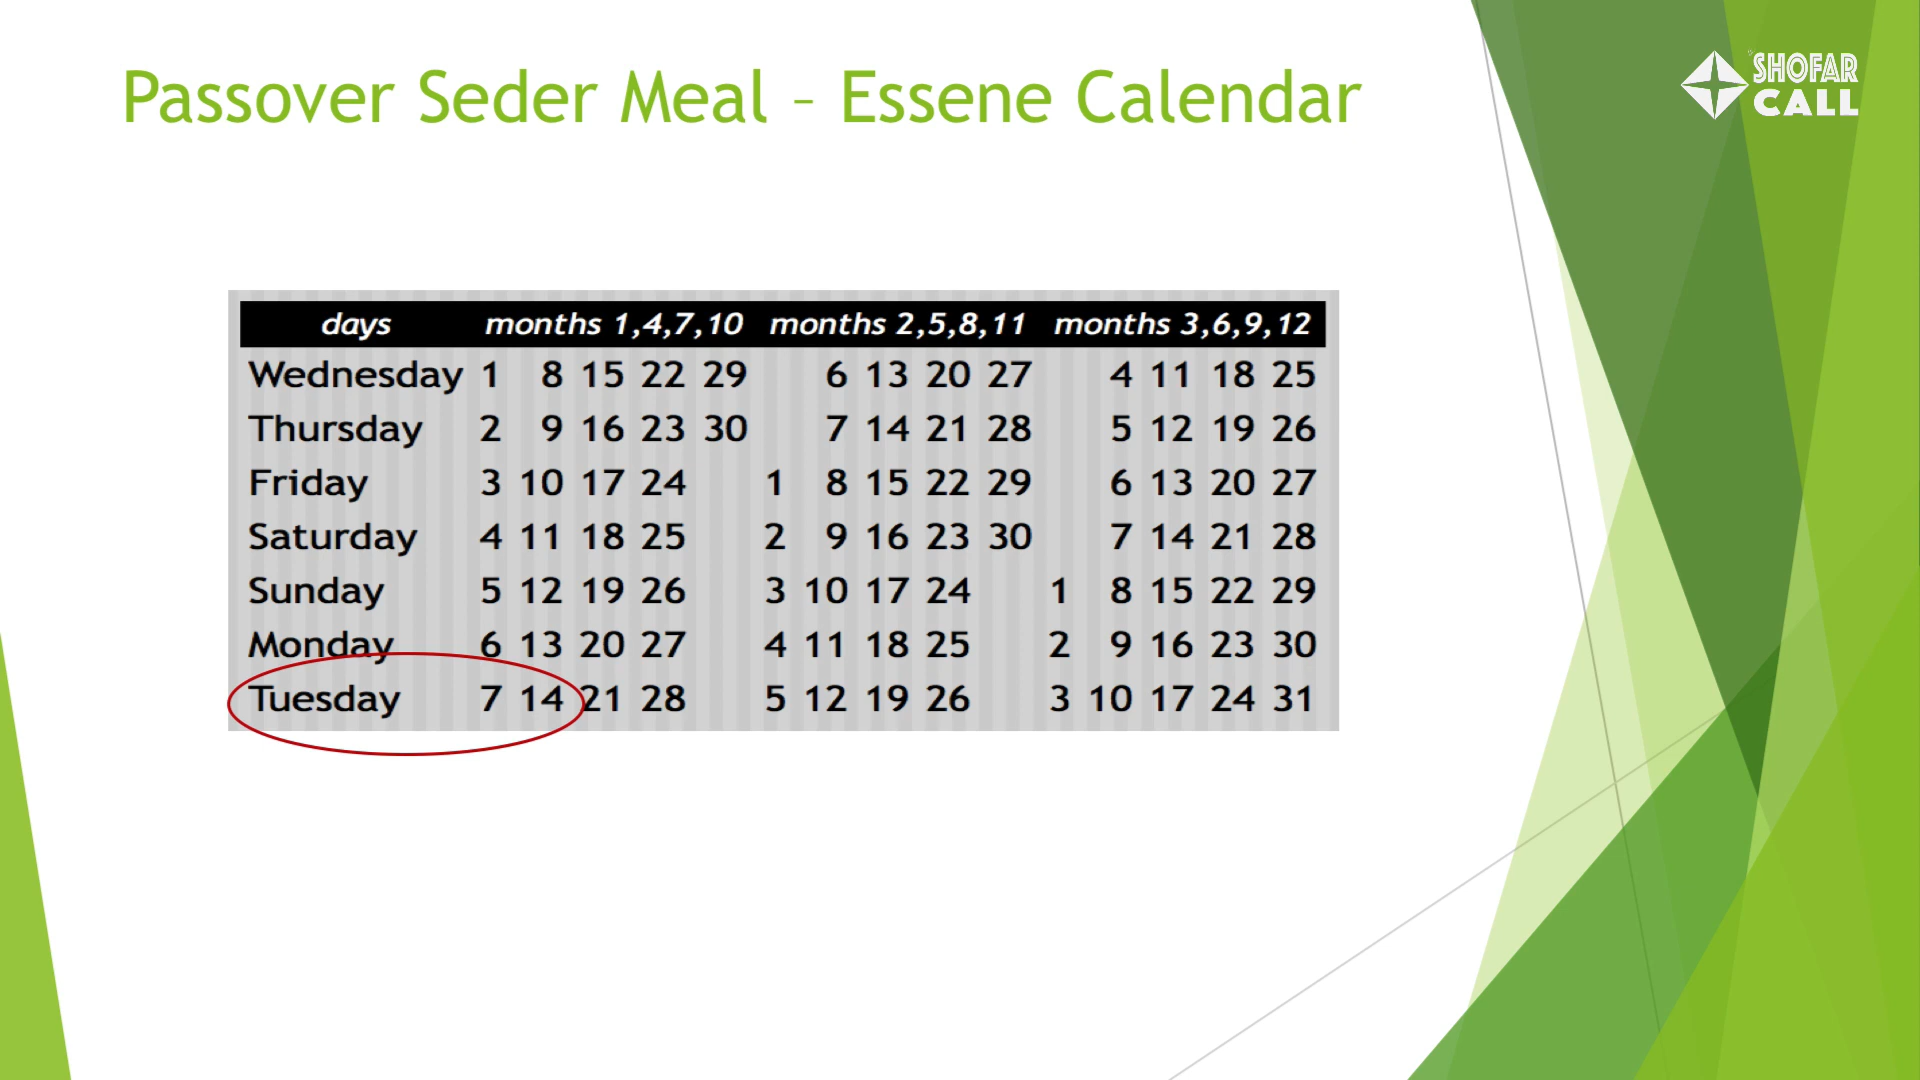 Passover Seder Meal – Essene Calendar
SHOFAR
CALL
days months 1,4,7,10 months 2,5,8,11 months 3,6,9,12
Wednesday 1 8 15 22 29 6 13 20 27 4 11 18 25
Thursday 2 9 16 23 30 7 14 21 28 5 12 19 26
Friday 3 10 17 24 1 8 15 22 29 6 13 20 27
Saturday 4 11 18 25 2 9 16 23 30 7 14 21 28
Sunday 5 12 19 26 3 10 17 24 1 8 15 22 29
Monday 6 13 20 27 4 11 18 25 2 9 16 23 30
Tuesday 7 14 21 28 5 12 19 26 3 10 17 24 31